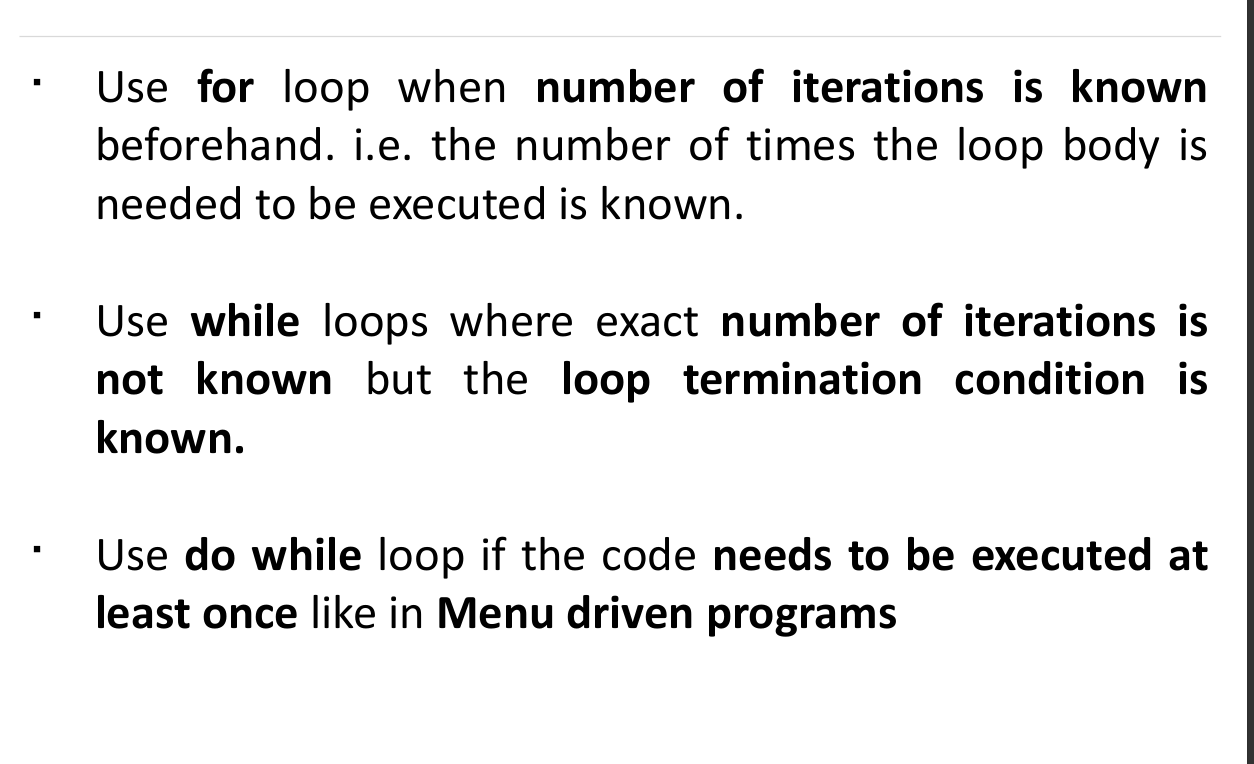 ▪ Use for loop when number of iterations is known
beforehand. i.e. the number of times the loop body is
needed to be executed is known.
▪ Use while loops where exact number of iterations is
not known but the loop termination condition is
known.
▪ Use do while loop if the code needs to be executed at
least once like in Menu driven programs